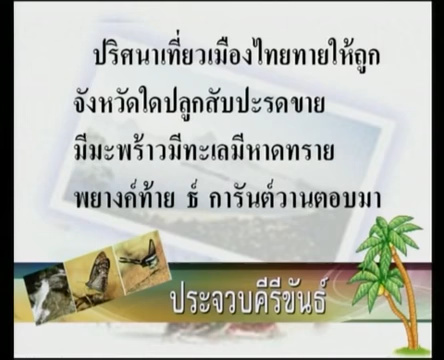 ปริศนาเที่ยวเมืองไทยทายให้ถูก
จังหวัดใดปลูกสับปะรดขาย
มีมะพร้าวมีทะเลมีหาดทราย
พยางค์ท้าย ธ์ การันต์วานตอบมา
ประจวบคีรีขันธ์